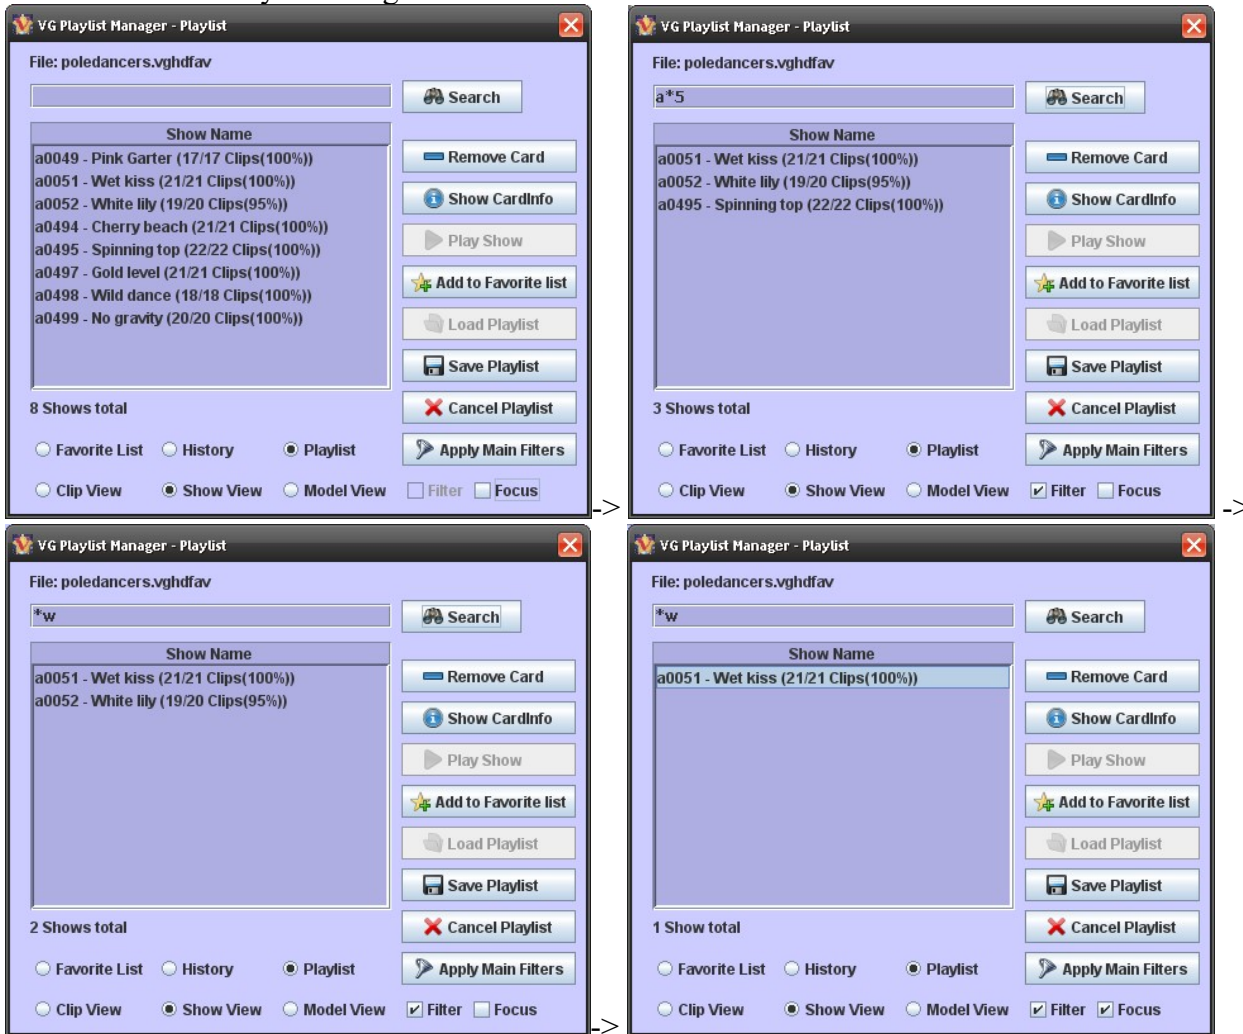 VG Playlist Manager - Playlist
File: poledancers.vghdfav
Search
Show Name
a0049 - Pink Garter (17/17 Clips(100%))
a0051 - Wet kiss (21/21 Clips(100%))
a0052 - White lily (19/20 Clips(95%))
a0494 - Cherry beach (21/21 Clips(100%))
a0495 - Spinning top (22/22 Clips(100%))
a0497 - Gold level (21/21 Clips(100%))
a0498 - Wild dance (18/18 Clips(100%))
a0499 - No gravity (20/20 Clips(100%))
Remove Card
Show CardInfo
Play Show
Add to Favorite list
Load Playlist
Save Playlist
8 Shows total
Cancel Playlist
Favorite List History Playlist Apply Main Filters
Clip View Show View Model View Filter Focus
->
VG Playlist Manager - Playlist
File: poledancers.vghdfav
a*5 Search
Show Name
a0051 - Wet kiss (21/21 Clips(100%))
a0052 - White lily (19/20 Clips(95%))
a0495 - Spinning top (22/22 Clips(100%))
Remove Card
Show CardInfo
Play Show
Add to Favorite list
Load Playlist
Save Playlist
3 Shows total
Cancel Playlist
Favorite List History Playlist Apply Main Filters
Clip View Show View Model View Filter Focus
->
VG Playlist Manager - Playlist
File: poledancers.vghdfav
*w Search
Show Name
a0051 - Wet kiss (21/21 Clips(100%))
a0052 - White lily (19/20 Clips(95%))
Remove Card
Show CardInfo
Play Show
Add to Favorite list
Load Playlist
Save Playlist
2 Shows total
Cancel Playlist
Favorite List History Playlist Apply Main Filters
Clip View Show View Model View Filter Focus
->
VG Playlist Manager - Playlist
File: poledancers.vghdfav
*w Search
Show Name
a0051 - Wet kiss (21/21 Clips(100%))
Remove Card
Show CardInfo
Play Show
Add to Favorite list
Load Playlist
Save Playlist
1 Show total
Cancel Playlist
Favorite List History Playlist Apply Main Filters
Clip View Show View Model View Filter Focus